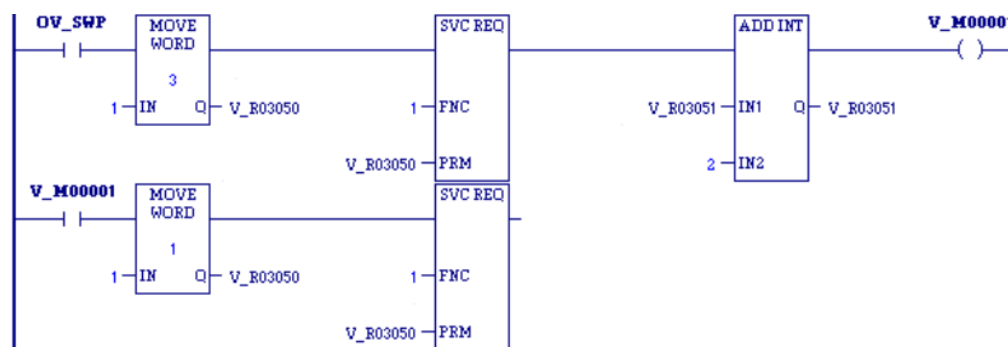 OV_SWP MOVE WORD SVC REQ ADD INT V_M00001
3
1 IN Q V_R03050 1 FNC V_R03051 IN1 Q V_R03051
V_R03050 PRM 2 IN2
V_M00001 MOVE WORD SVC REQ
1
1 IN Q V_R03050 1 FNC
V_R03050 PRM